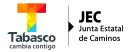 Tabasco
cambia contigo
JEC
Junta Estatal
de Caminos